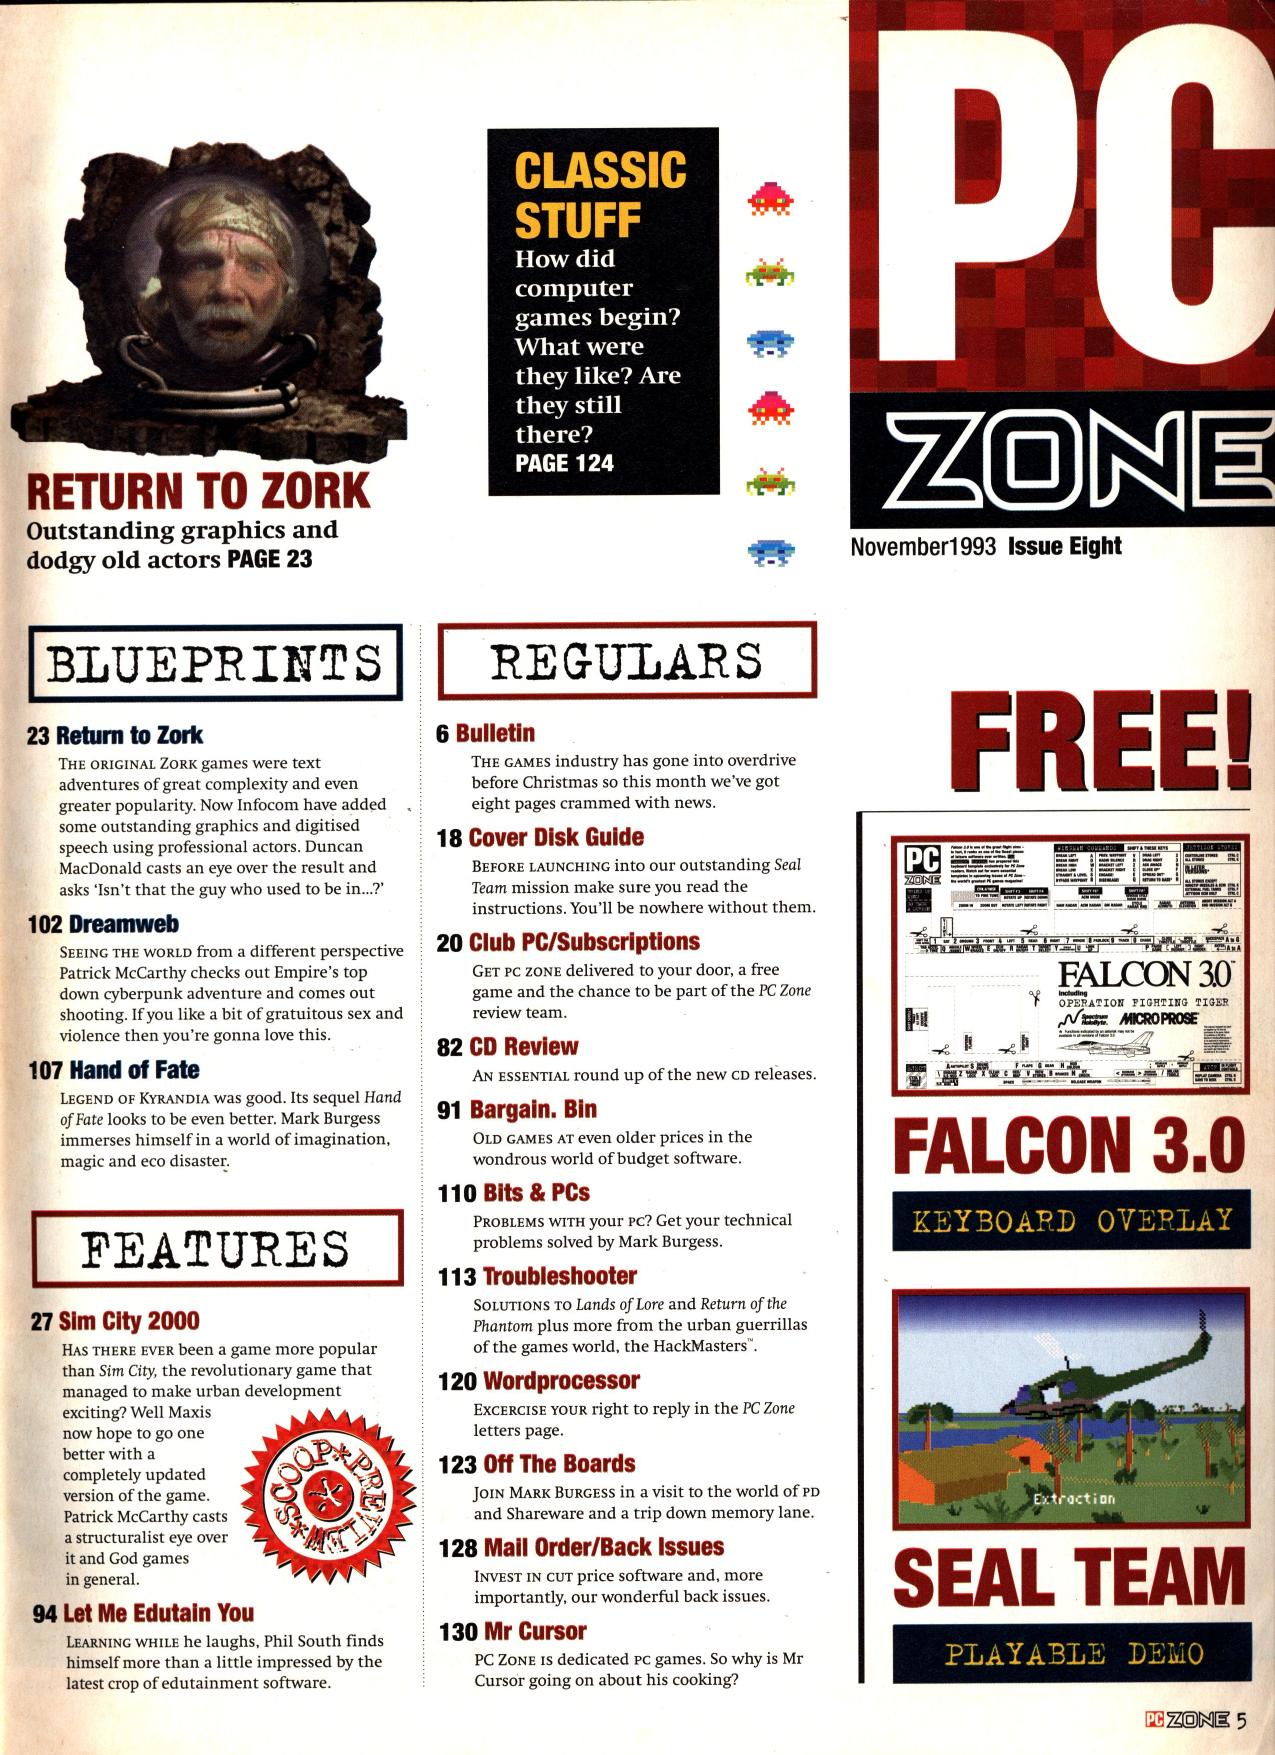 PC
ZONE
November1993 Issue Eight
RETURN TO ZORK
Outstanding graphics and
dodgy old actors PAGE 23
CLASSIC
STUFF
How did
computer
games begin?
What were
they like? Are
they still
there?
PAGE 124
BLUEPRINTS
23 Return to Zork
THE ORIGINAL ZORK games were text
adventures of great complexity and even
greater popularity. Now Infocom have added
some outstanding graphics and digitised
speech using professional actors. Duncan
MacDonald casts an eye over the result and
asks ‘Isn’t that the guy who used to be in...?’
102 Dreamweb
SEEING THE WORLD from a different perspective
Patrick McCarthy checks out Empire’s top
down cyberpunk adventure and comes out
shooting. If you like a bit of gratuitous sex and
violence then you’re gonna love this.
107 Hand of Fate
LEGEND OF KYRANDIA was good. Its sequel Hand
of Fate looks to be even better. Mark Burgess
immerses himself in a world of imagination,
magic and eco disaster.
FEATURES
27 Sim City 2000
HAS THERE EVER been a game more popular
than Sim City, the revolutionary game that
managed to make urban development
exciting? Well Maxis
now hope to go one
better with a
completely updated
version of the game.
Patrick McCarthy casts
a structuralist eye over
it and God games
in general.
SCOOP*PREVIEW*
94 Let Me Edutain You
LEARNING WHILE he laughs, Phil South finds
himself more than a little impressed by the
latest crop of edutainment software.
REGULARS
6 Bulletin
THE GAMES industry has gone into overdrive
before Christmas so this month we’ve got
eight pages crammed with news.
18 Cover Disk Guide
BEFORE LAUNCHING into our outstanding Seal
Team mission make sure you read the
instructions. You’ll be nowhere without them.
20 Club PC/Subscriptions
GET PC ZONE delivered to your door, a free
game and the chance to be part of the PC Zone
review team.
82 CD Review
AN ESSENTIAL round up of the new CD releases.
91 Bargain. Bin
OLD GAMES AT even older prices in the
wondrous world of budget software.
110 Bits & PCs
PROBLEMS WITH your PC? Get your technical
problems solved by Mark Burgess.
113 Troubleshooter
SOLUTIONS TO Lands of Lore and Return of the
Phantom plus more from the urban guerrillas
of the games world, the HackMasters™.
120 Wordprocessor
EXCERCISE YOUR right to reply in the PC Zone
letters page.
123 Off The Boards
JOIN MARK BURGESS in a visit to the world of PD
and Shareware and a trip down memory lane.
128 Mail Order/Back Issues
INVEST IN CUT price software and, more
importantly, our wonderful back issues.
130 Mr Cursor
PC ZONE IS dedicated PC games. So why is Mr
Cursor going on about his cooking?
FREE!
PC
ZONE
FALCON 3.0™
Including
OPERATION FIGHTING TIGER
Spectrum
HoloByte
MICROPROSE
FALCON 3.0
KEYBOARD OVERLAY
Extraction
SEAL TEAM
PLAYABLE DEMO
PC ZONE 5